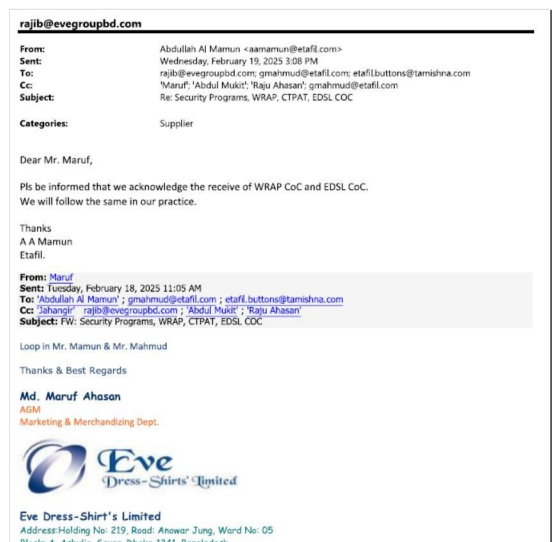 rajib@evegroupbd.com
From: Abdullah Al Mamun <aamamun@etafil.com>
Sent: Wednesday, February 19, 2025 3:08 PM
To: rajib@evegroupbd.com; gmahmud@etafil.com; etafil.buttons@tamishna.com
Cc: 'Maruf'; 'Abdul Mukit'; 'Raju Ahasan'; gmahmud@etafil.com
Subject: Re: Security Programs, WRAP, CTPAT, EDSL COC
Categories: Supplier
Dear Mr. Maruf,
Pls be informed that we acknowledge the receive of WRAP CoC and EDSL CoC.
We will follow the same in our practice.
Thanks
A A Mamun
Etafil.
From: Maruf
Sent: Tuesday, February 18, 2025 11:05 AM
To: 'Abdullah Al Mamun' ; gmahmud@etafil.com ; etafil.buttons@tamishna.com
Cc: 'Jahangir' rajib@evegroupbd.com ; 'Abdul Mukit' ; 'Raju Ahasan'
Subject: FW: Security Programs, WRAP, CTPAT, EDSL COC
Loop in Mr. Mamun & Mr. Mahmud
Thanks & Best Regards
Md. Maruf Ahasan
AGM
Marketing & Merchandizing Dept.
Eve
Dress-Shirts' Limited
Eve Dress-Shirt's Limited
Address:Holding No: 219, Road: Anowar Jung, Word No: 05